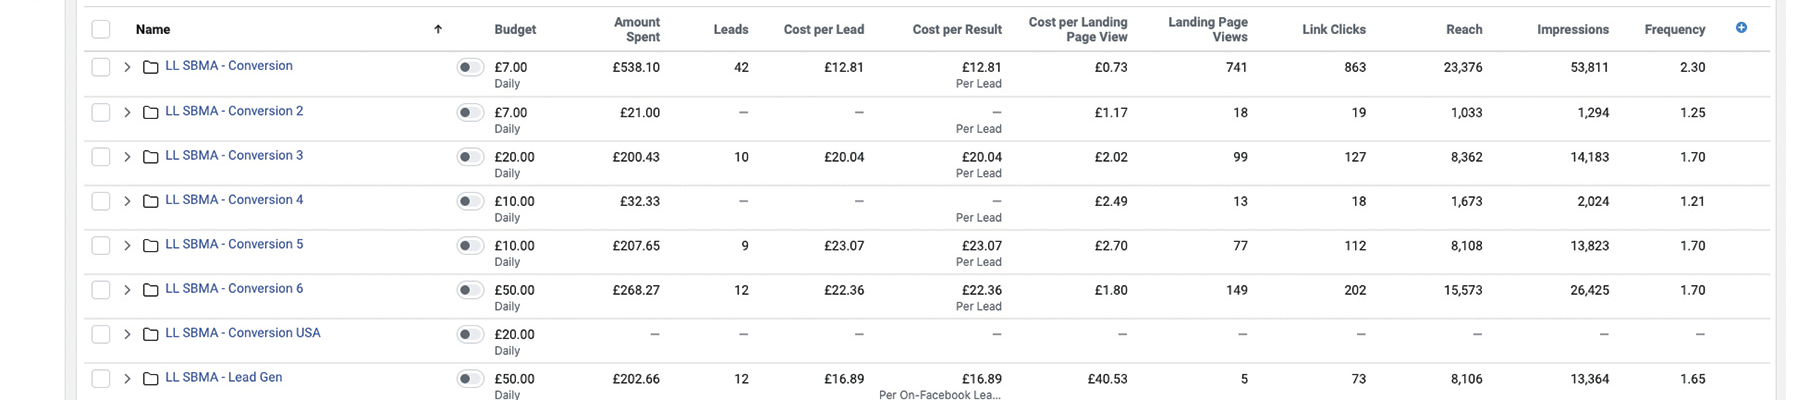 Name Budget Amount Spent Leads Cost per Lead Cost per Result Cost per Landing Page View Landing Page Views Link Clicks Reach Impressions Frequency
LL SBMA - Conversion £7.00 £538.10 42 £12.81 £12.81 £0.73 741 863 23,376 53,811 2.30
Daily Per Lead
LL SBMA - Conversion 2 £7.00 £21.00 — — — £1.17 18 19 1,033 1,294 1.25
Daily Per Lead
LL SBMA - Conversion 3 £20.00 £200.43 10 £20.04 £20.04 £2.02 99 127 8,362 14,183 1.70
Daily Per Lead
LL SBMA - Conversion 4 £10.00 £32.33 — — — £2.49 13 18 1,673 2,024 1.21
Daily Per Lead
LL SBMA - Conversion 5 £10.00 £207.65 9 £23.07 £23.07 £2.70 77 112 8,108 13,823 1.70
Daily Per Lead
LL SBMA - Conversion 6 £50.00 £268.27 12 £22.36 £22.36 £1.80 149 202 15,573 26,425 1.70
Daily Per Lead
LL SBMA - Conversion USA £20.00 — — — — — — — — — —
Daily
LL SBMA - Lead Gen £50.00 £202.66 12 £16.89 £16.89 £40.53 5 73 8,106 13,364 1.65
Daily Per On-Facebook Lea...